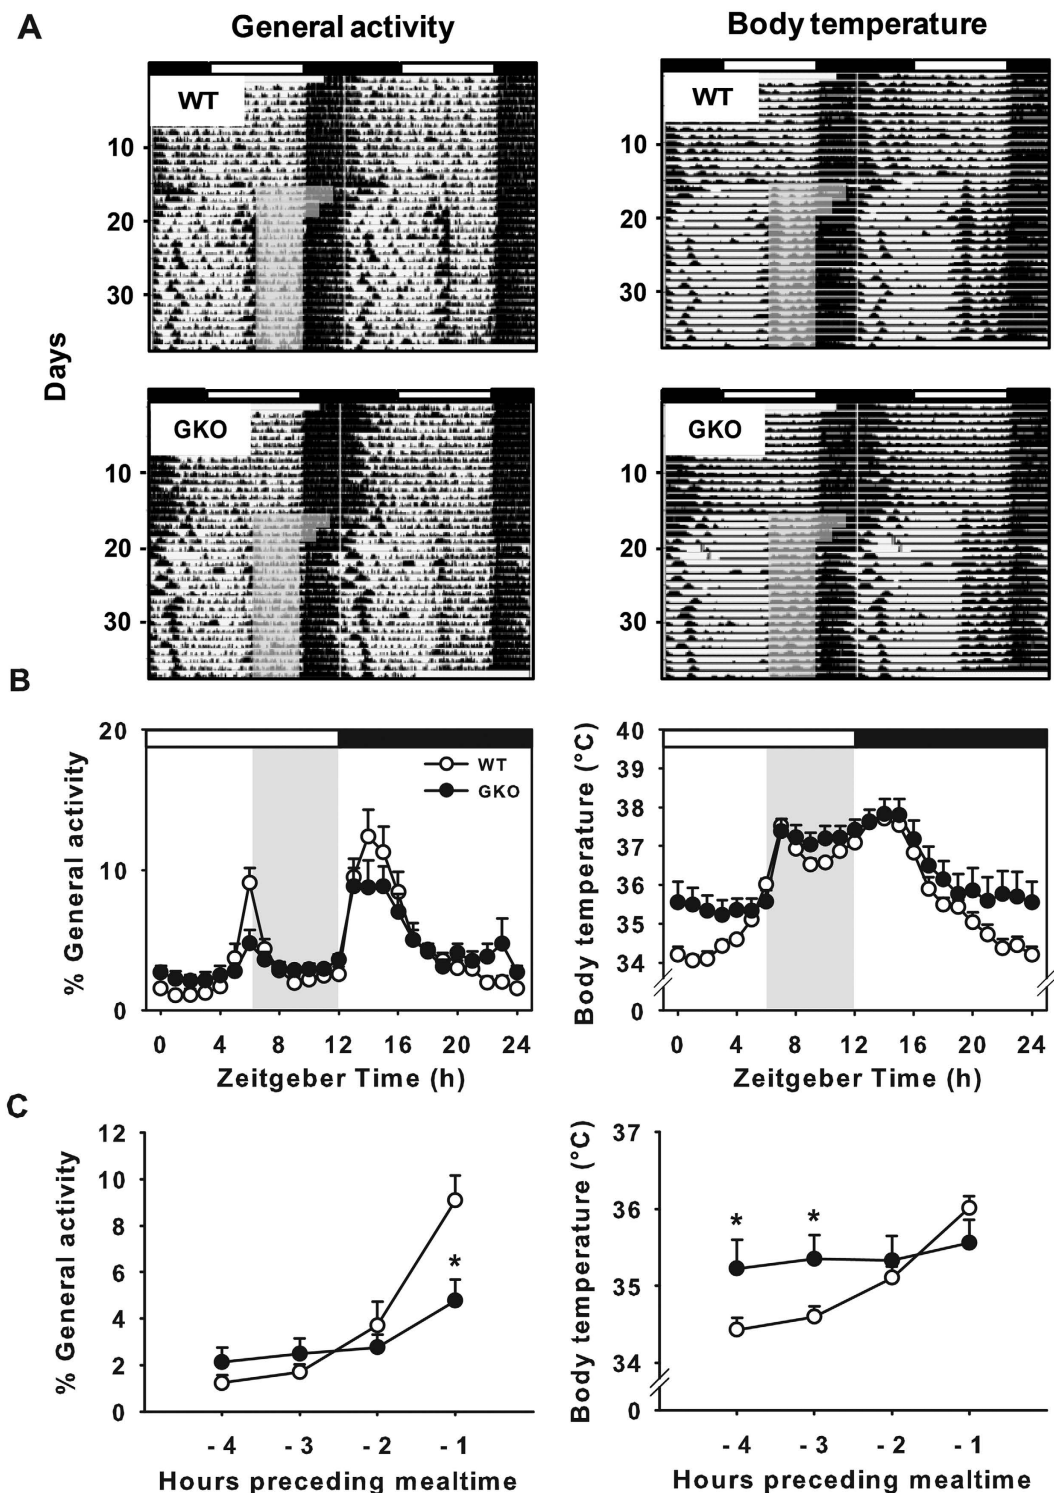 A
General activity
Body temperature
WT
WT
10
20
30
10
20
30
Days
GKO
GKO
10
20
30
10
20
30
B
20
10
0
% General activity
WT
GKO
0 4 8 12 16 20 24
Zeitgeber Time (h)
40
39
38
37
36
35
34
0
Body temperature (°C)
0 4 8 12 16 20 24
Zeitgeber Time (h)
C
12
10
8
6
4
2
0
% General activity
*
- 4 - 3 - 2 - 1
Hours preceding mealtime
37
36
35
34
0
Body temperature (°C)
* *
- 4 - 3 - 2 - 1
Hours preceding mealtime